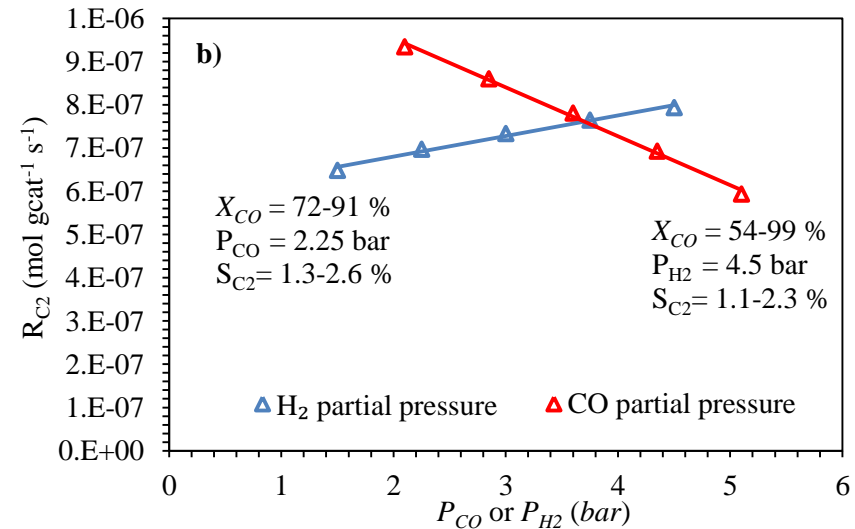 b)
1.E-06
9.E-07
8.E-07
7.E-07
6.E-07
5.E-07
4.E-07
3.E-07
2.E-07
1.E-07
0.E+00
R_C2 (mol gcat⁻¹ s⁻¹)
X_CO = 72-91 %
P_CO = 2.25 bar
S_C2= 1.3-2.6 %
X_CO = 54-99 %
P_H2 = 4.5 bar
S_C2= 1.1-2.3 %
H₂ partial pressure
CO partial pressure
0 1 2 3 4 5 6
P_CO or P_H2 (bar)